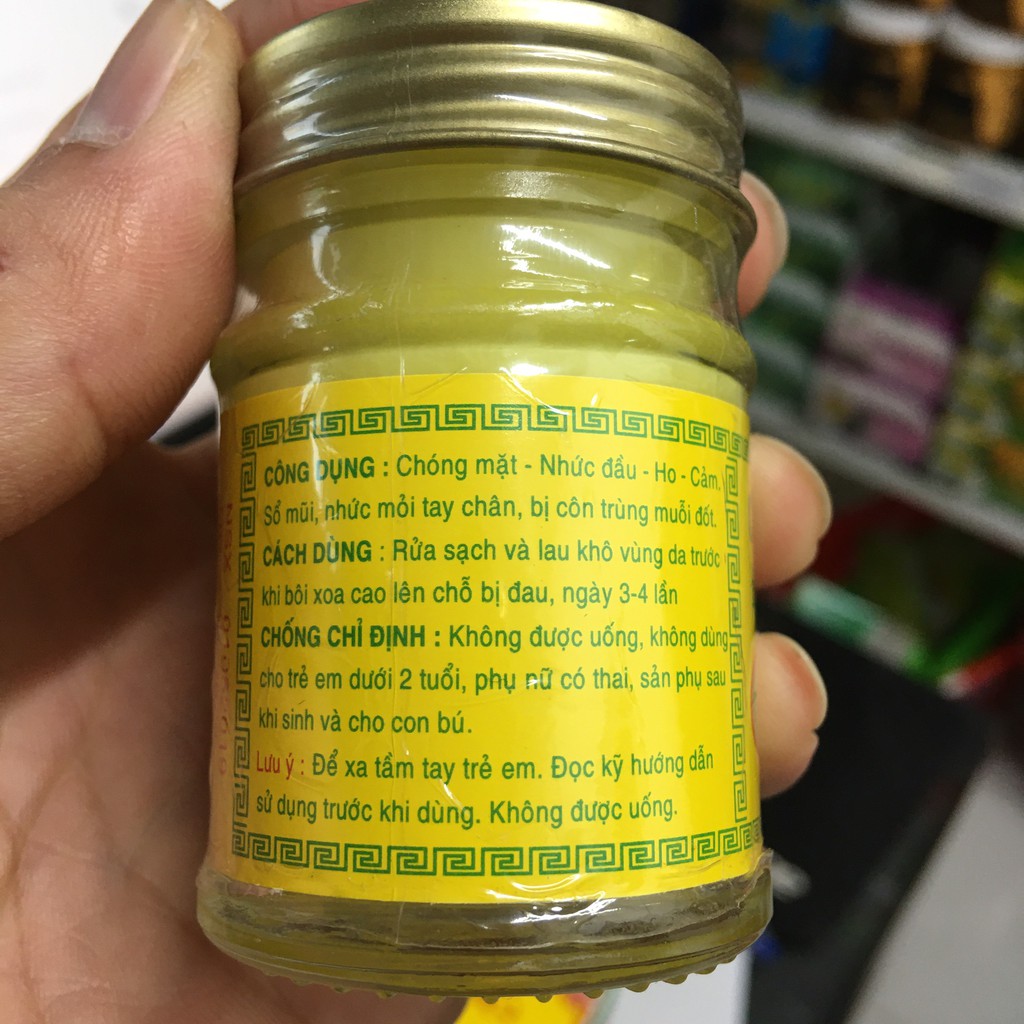 CÔNG DỤNG : Chóng mặt - Nhức đầu - Ho - Cảm.
Sổ mũi, nhức mỏi tay chân, bị côn trùng muỗi đốt.
CÁCH DÙNG : Rửa sạch và lau khô vùng da trước
khi bôi xoa cao lên chỗ bị đau, ngày 3-4 lần
CHỐNG CHỈ ĐỊNH : Không được uống, không dùng
cho trẻ em dưới 2 tuổi, phụ nữ có thai, sản phụ sau
khi sinh và cho con bú.
Lưu ý : Để xa tầm tay trẻ em. Đọc kỹ hướng dẫn
sử dụng trước khi dùng. Không được uống.